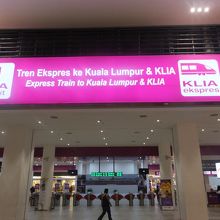 Tren Ekspres ke Kuala Lumpur & KLiA
Express Train to Kuala Lumpur & KLiA
KLiA
ekspres